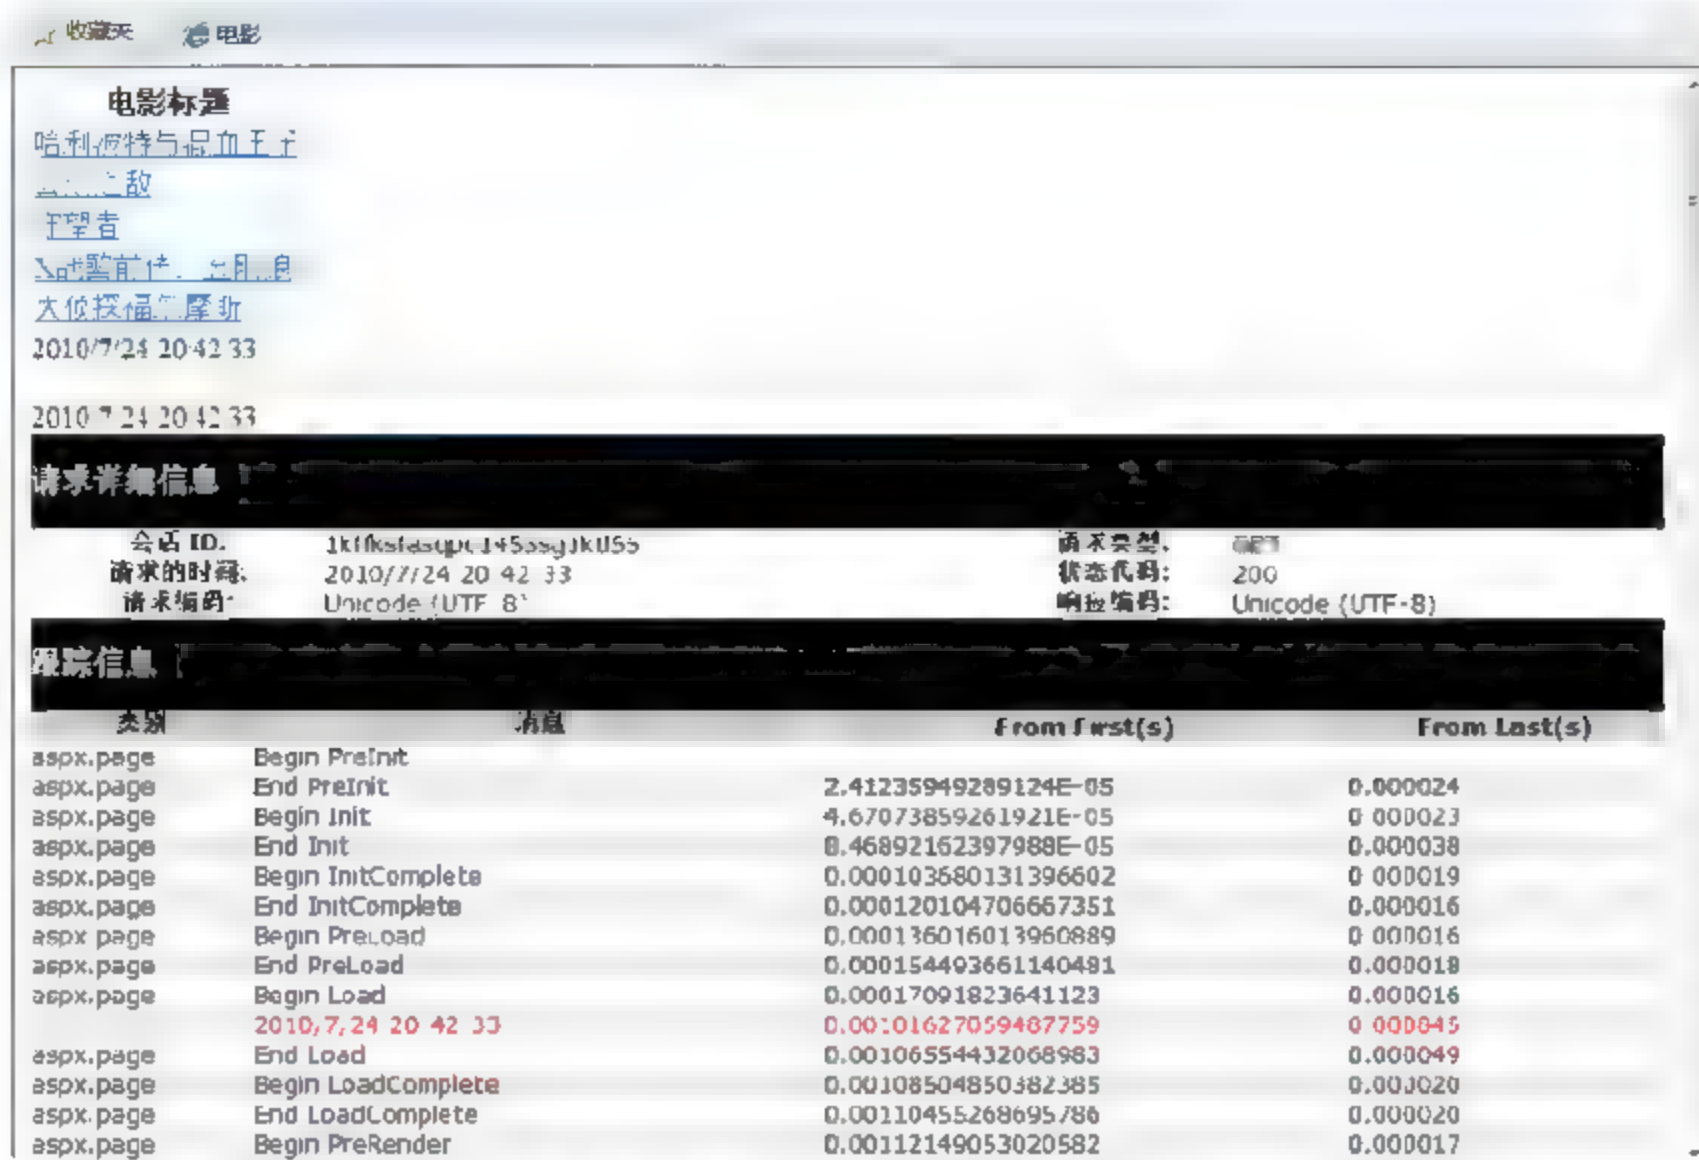 收藏夹 电影
电影标题
哈利波特与混血王子
之敌
守望者
大侦探福尔摩斯
2010/7/24 20:42:33
2010/7/24 20:42:33
请求详细信息
会话 ID: 请求类型:
请求的时间: 2010/7/24 20:42:33 状态代码: 200
请求编码: Unicode (UTF-8) 响应编码: Unicode (UTF-8)
跟踪信息
类别 消息 From First(s) From Last(s)
aspx.page Begin PreInit
aspx.page End PreInit 2.41235949289124E-05 0.000024
aspx.page Begin Init 4.67073859261921E-05 0.000023
aspx.page End Init 8.46892162397988E-05 0.000038
aspx.page Begin InitComplete 0.000103680131396602 0.000019
aspx.page End InitComplete 0.000120104706667351 0.000016
aspx.page Begin PreLoad 0.000136016013960889 0.000016
aspx.page End PreLoad 0.000154493661140481 0.000018
aspx.page Begin Load 0.00017091823641123 0.000016
2010/7/24 20:42:33 0.00101627059487759 0.000845
aspx.page End Load 0.00106554432068983 0.000049
aspx.page Begin LoadComplete 0.00108504850382385 0.000020
aspx.page End LoadComplete 0.00110455268695786 0.000020
aspx.page Begin PreRender 0.00112149053020582 0.000017